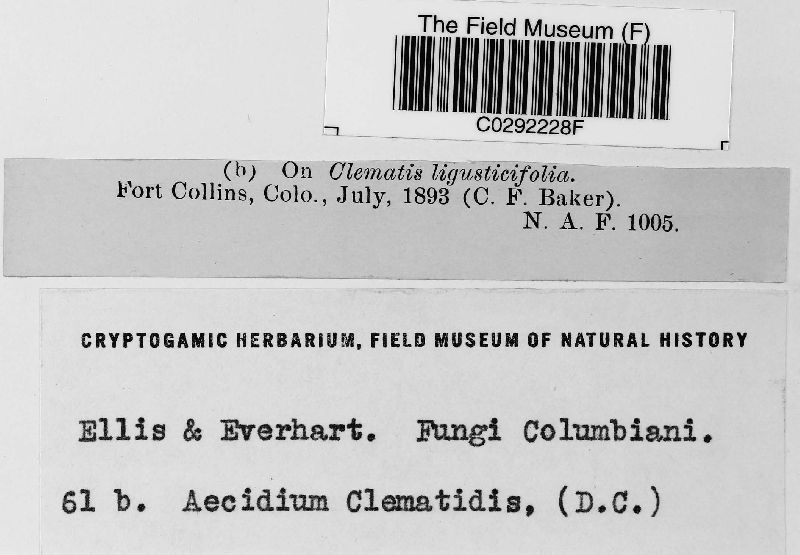 The Field Museum (F)
C0292228F
(b) On Clematis ligusticifolia.
Fort Collins, Colo., July, 1893 (C. F. Baker).
N. A. F. 1005.
CRYPTOGAMIC HERBARIUM, FIELD MUSEUM OF NATURAL HISTORY
Ellis & Everhart. Fungi Columbiani.
61 b. Aecidium Clematidis, (D.C.)